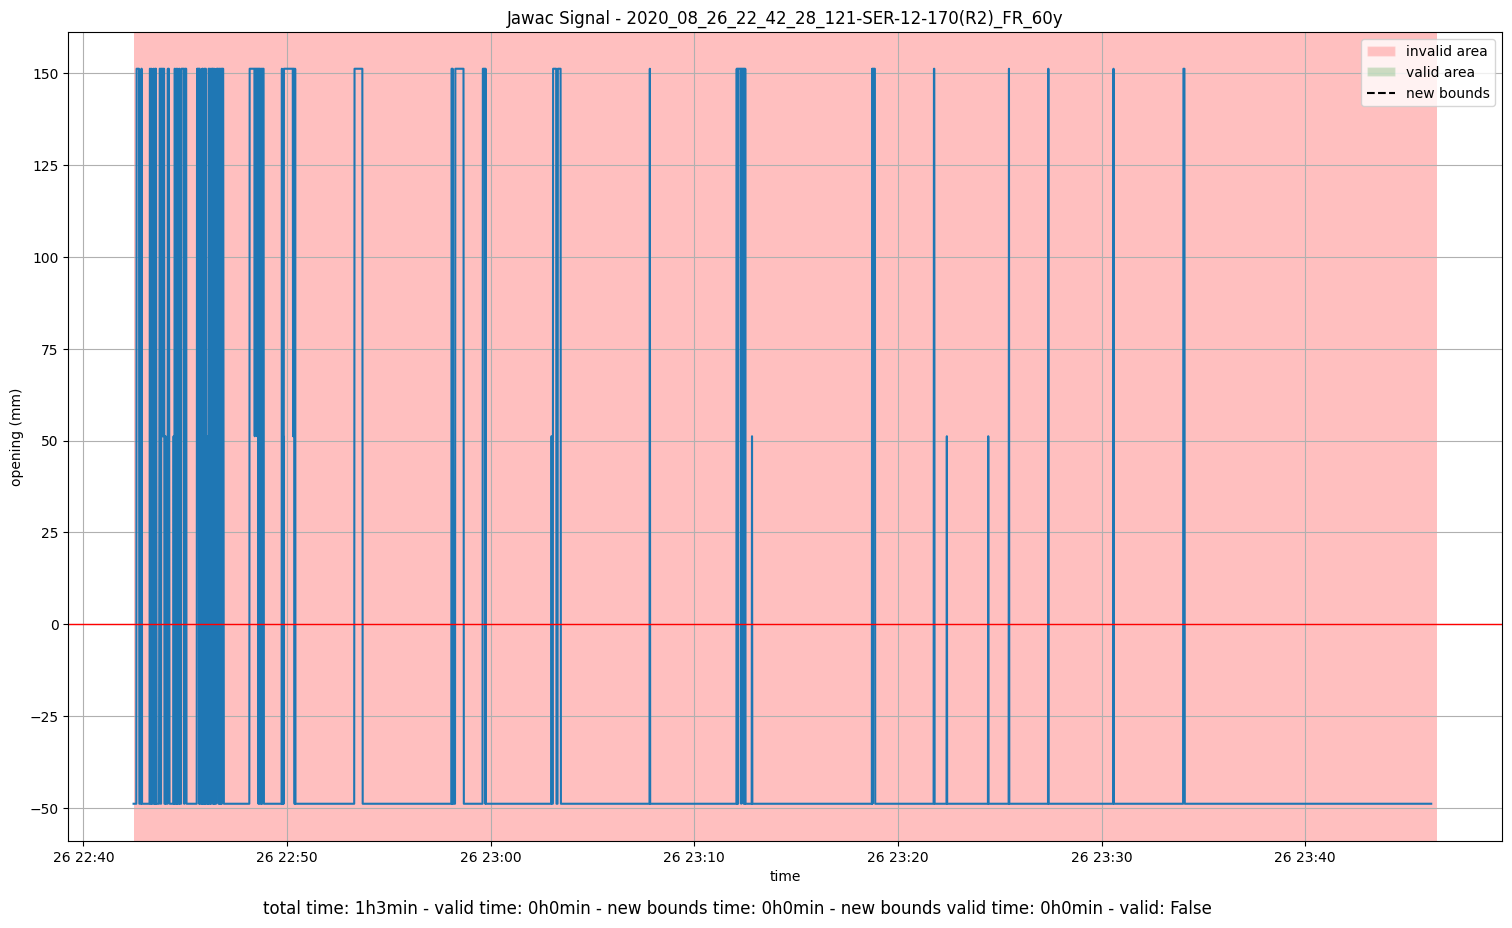 Jawac Signal - 2020_08_26_22_42_28_121-SER-12-170(R2)_FR_60y
invalid area
valid area
new bounds
150
125
100
75
50
25
0
−25
−50
opening (mm)
26 22:40
26 22:50
26 23:00
26 23:10
26 23:20
26 23:30
26 23:40
time
total time: 1h3min - valid time: 0h0min - new bounds time: 0h0min - new bounds valid time: 0h0min - valid: False